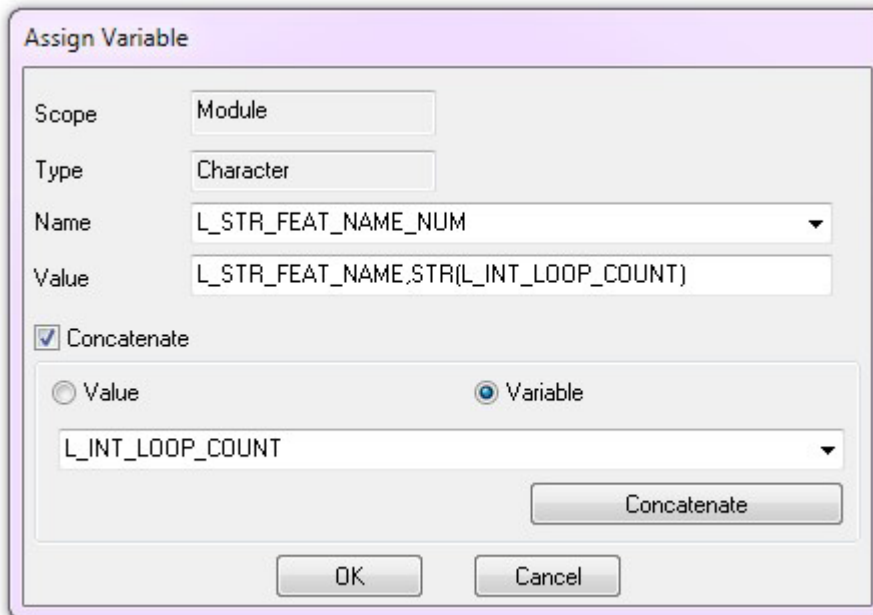 Assign Variable
Scope Module
Type Character
Name L_STR_FEAT_NAME_NUM
Value L_STR_FEAT_NAME,STR(L_INT_LOOP_COUNT)
Concatenate
Value Variable
L_INT_LOOP_COUNT
Concatenate
OK Cancel